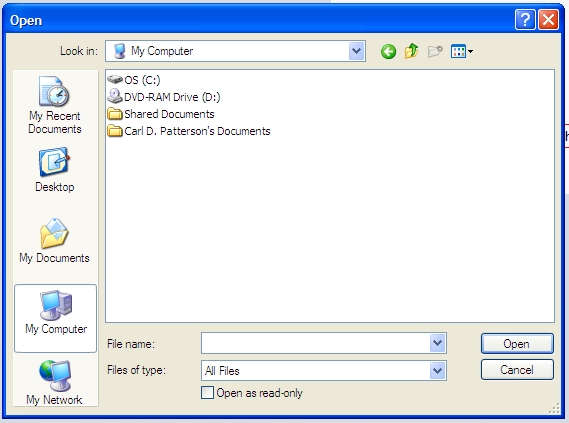 Open
Look in: My Computer
My Recent
Documents
Desktop
My Documents
My Computer
My Network
OS (C:)
DVD-RAM Drive (D:)
Shared Documents
Carl D. Patterson's Documents
File name:
Open
Files of type: All Files
Cancel
Open as read-only